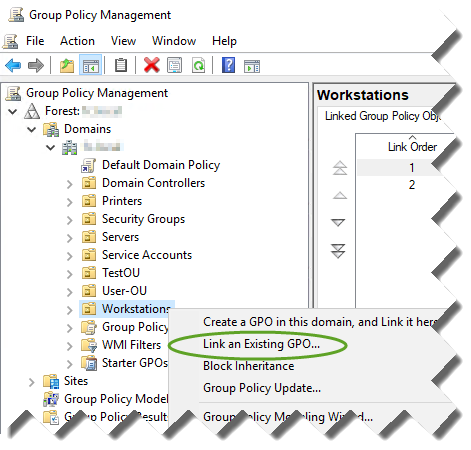 Group Policy Management
File Action View Window Help
Group Policy Management
Forest:
Domains
Default Domain Policy
Domain Controllers
Printers
Security Groups
Servers
Service Accounts
TestOU
User-OU
Workstations
Group Policy
WMI Filters
Starter GPOs
Sites
Group Policy Model
Group Policy Result
Workstations
Linked Group Policy Obj
Link Order
1
2
Create a GPO in this domain, and Link it here
Link an Existing GPO...
Block Inheritance
Group Policy Update...
Group Policy Modeling Wizard...